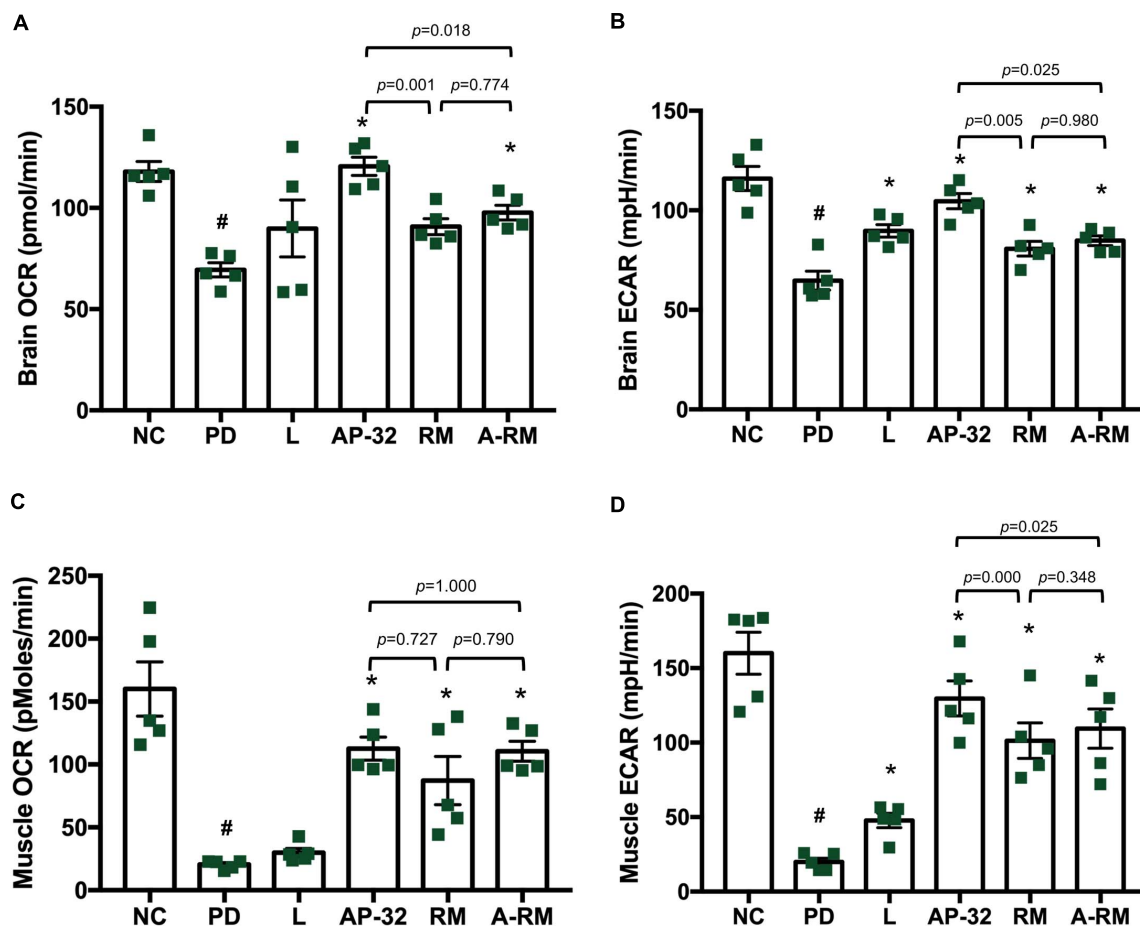 A
p=0.018
p=0.001
p=0.774
Brain OCR (pmol/min)
150
100
50
0
#
*
*
NC PD L AP-32 RM A-RM
B
p=0.025
p=0.005
p=0.980
Brain ECAR (mpH/min)
150
100
50
0
#
*
*
*
*
NC PD L AP-32 RM A-RM
C
p=1.000
p=0.727
p=0.790
Muscle OCR (pMoles/min)
250
200
150
100
50
0
#
*
*
*
NC PD L AP-32 RM A-RM
D
p=0.025
p=0.000
p=0.348
Muscle ECAR (mpH/min)
200
150
100
50
0
#
*
*
*
*
NC PD L AP-32 RM A-RM